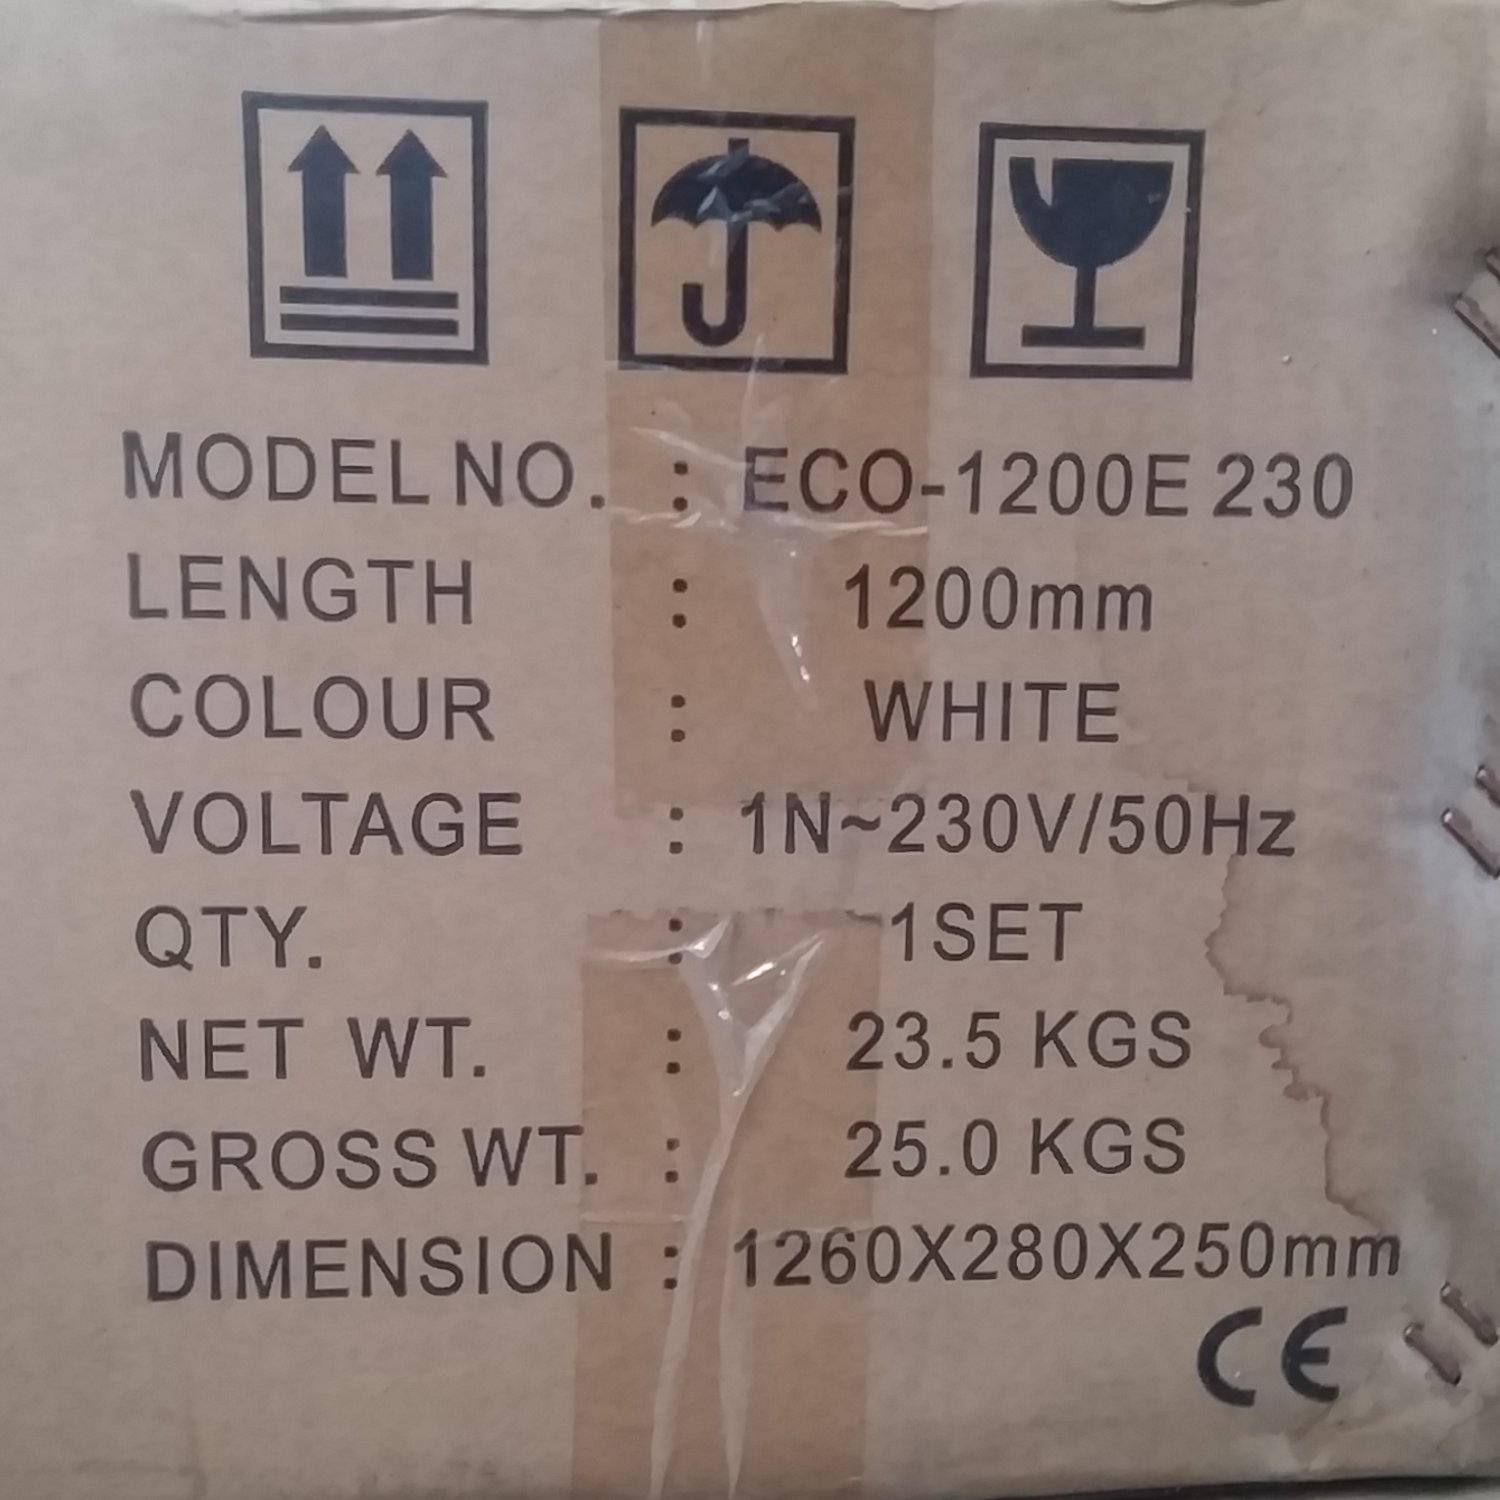 MODEL NO. : ECO-1200E 230
LENGTH : 1200mm
COLOUR : WHITE
VOLTAGE : 1N~230V/50Hz
QTY. : 1SET
NET WT. : 23.5 KGS
GROSS WT. : 25.0 KGS
DIMENSION : 1260X280X250mm
CE